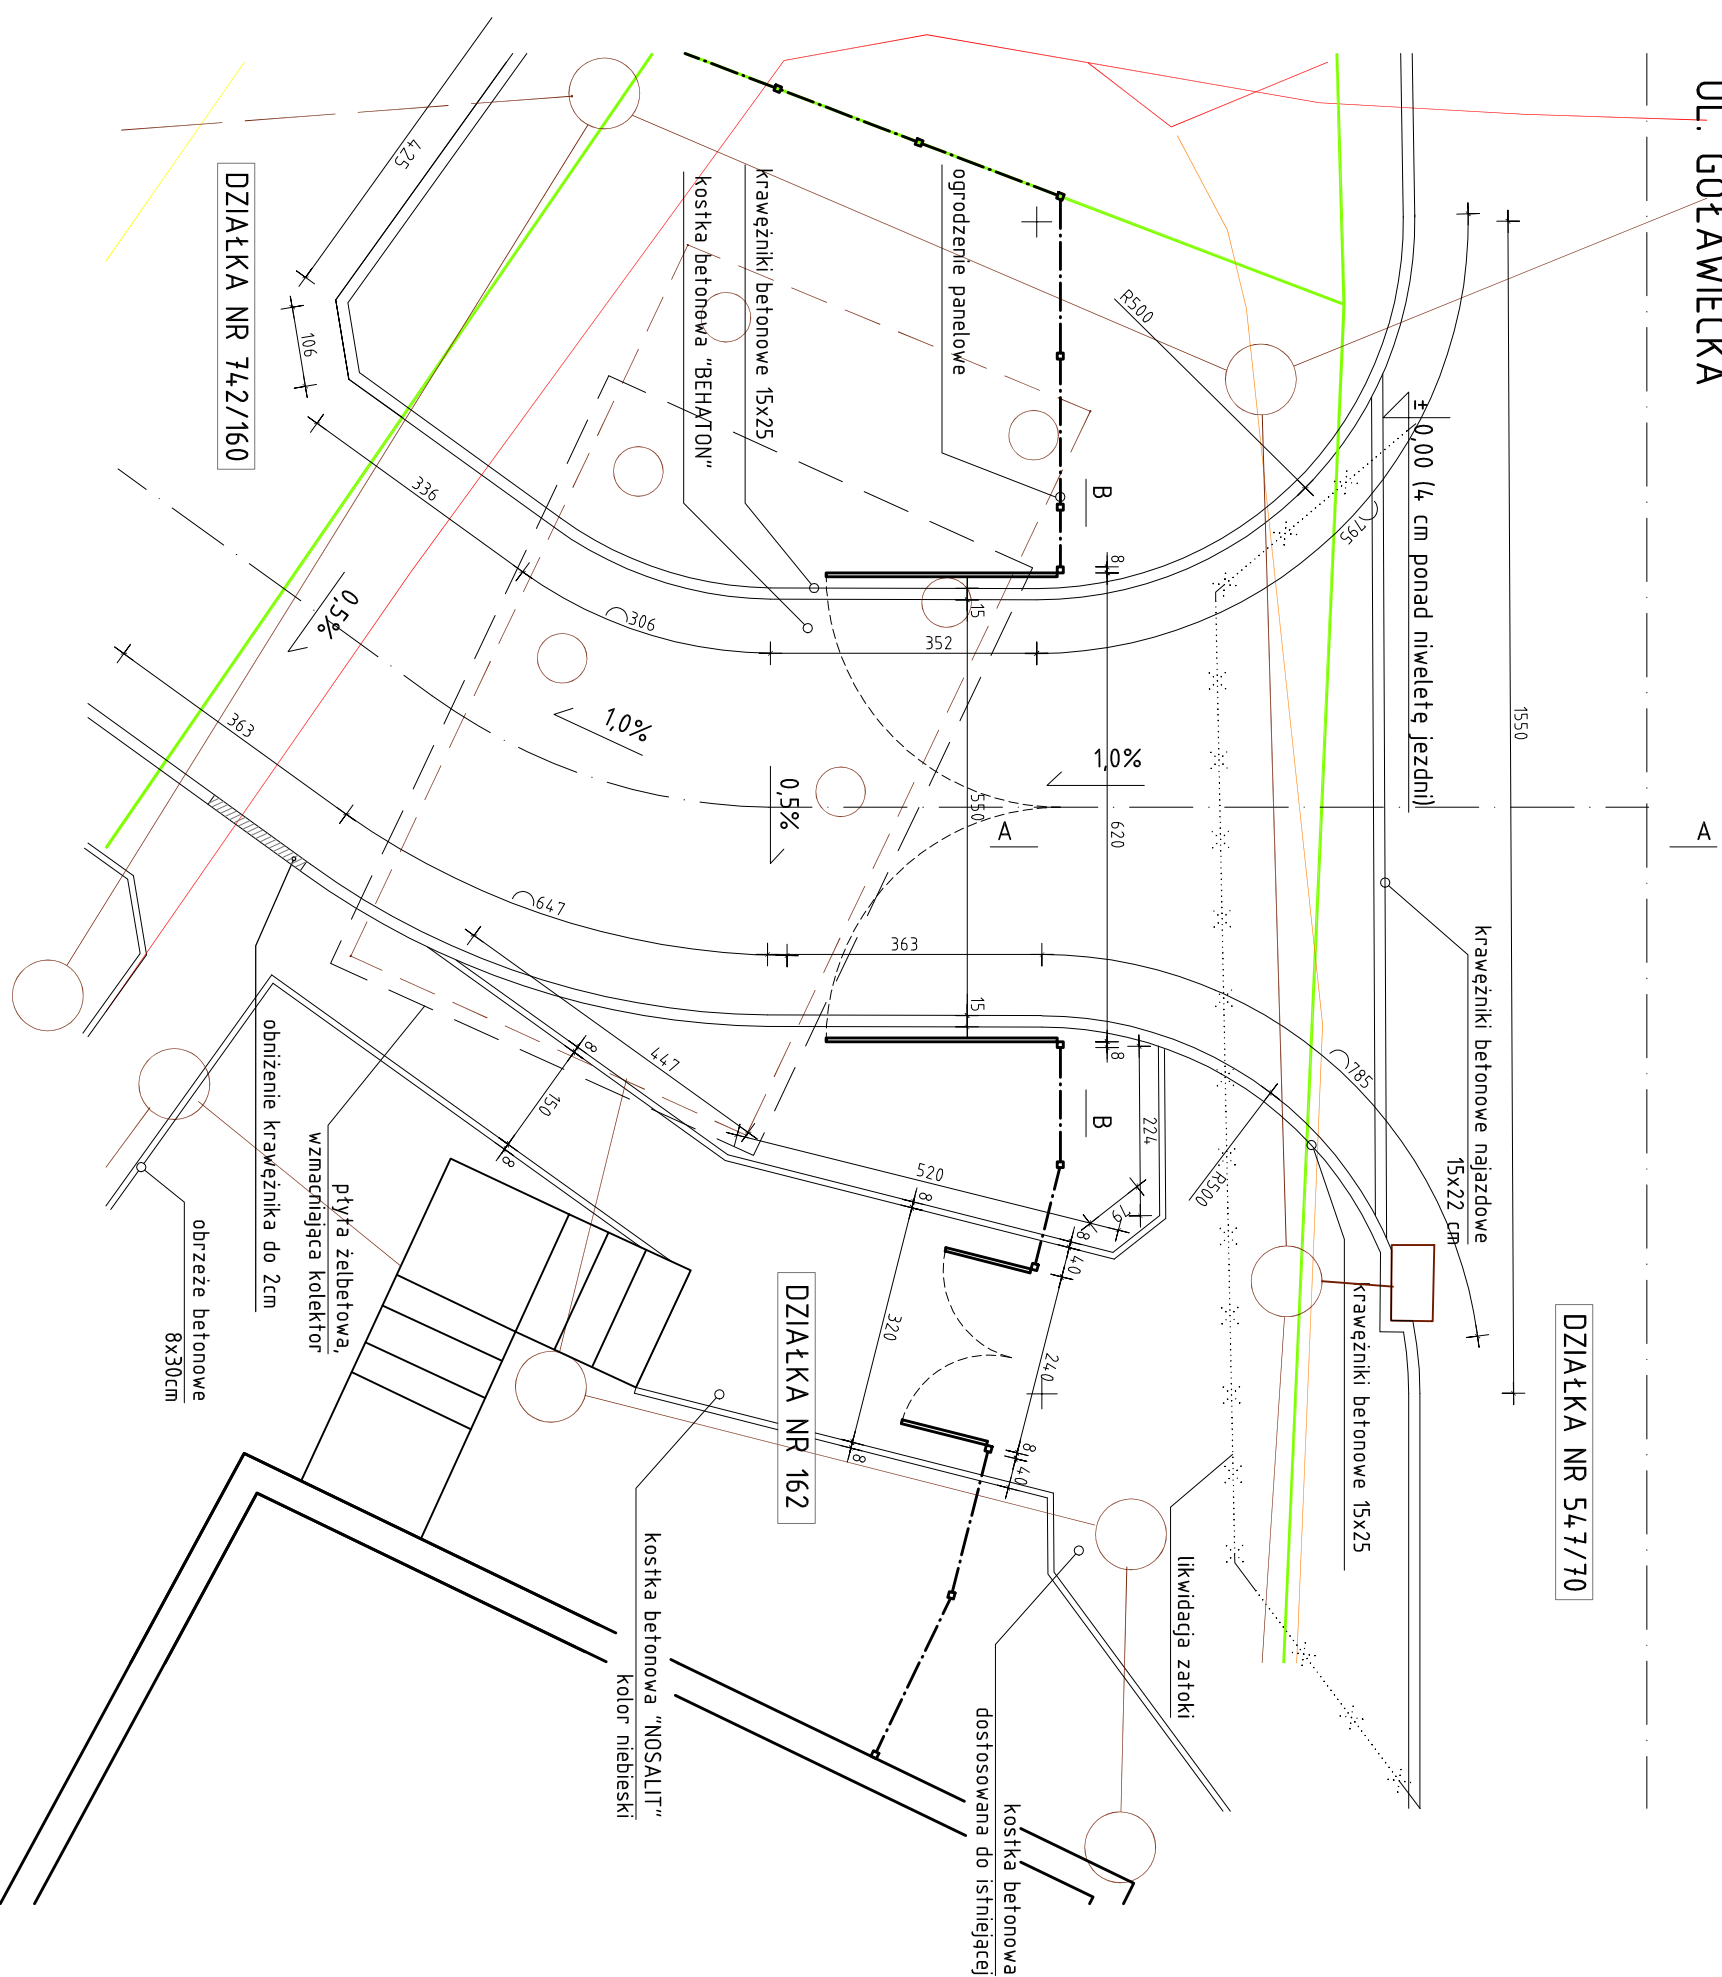 UL. GOŁAWIECKA
A
1550
DZIAŁKA NR 547/70
krawężniki betonowe najazdowe
15x22 cm
± 0,00 (4 cm ponad niweletę jezdni)
795
785
krawężniki betonowe 15x25
R500
R500
likwidacja zatoki
224
79
B
B
1,0%
8
620
8
A
kostka betonowa
dostosowana do istniejącej
ogrodzenie panelowe
15
550
15
352
363
520
8
40
240
8
40
8
320
8
0,5%
DZIAŁKA NR 162
krawężniki betonowe 15x25
kostka betonowa "BEHATON"
kostka betonowa "NOSALIT"
kolor niebieski
306
1,0%
647
447
8
150
8
336
0,5%
425
106
363
płyta żelbetowa,
wzmacniająca kolektor
obniżenie krawężnika do 2cm
DZIAŁKA NR 742/160
obrzeże betonowe
8x30cm